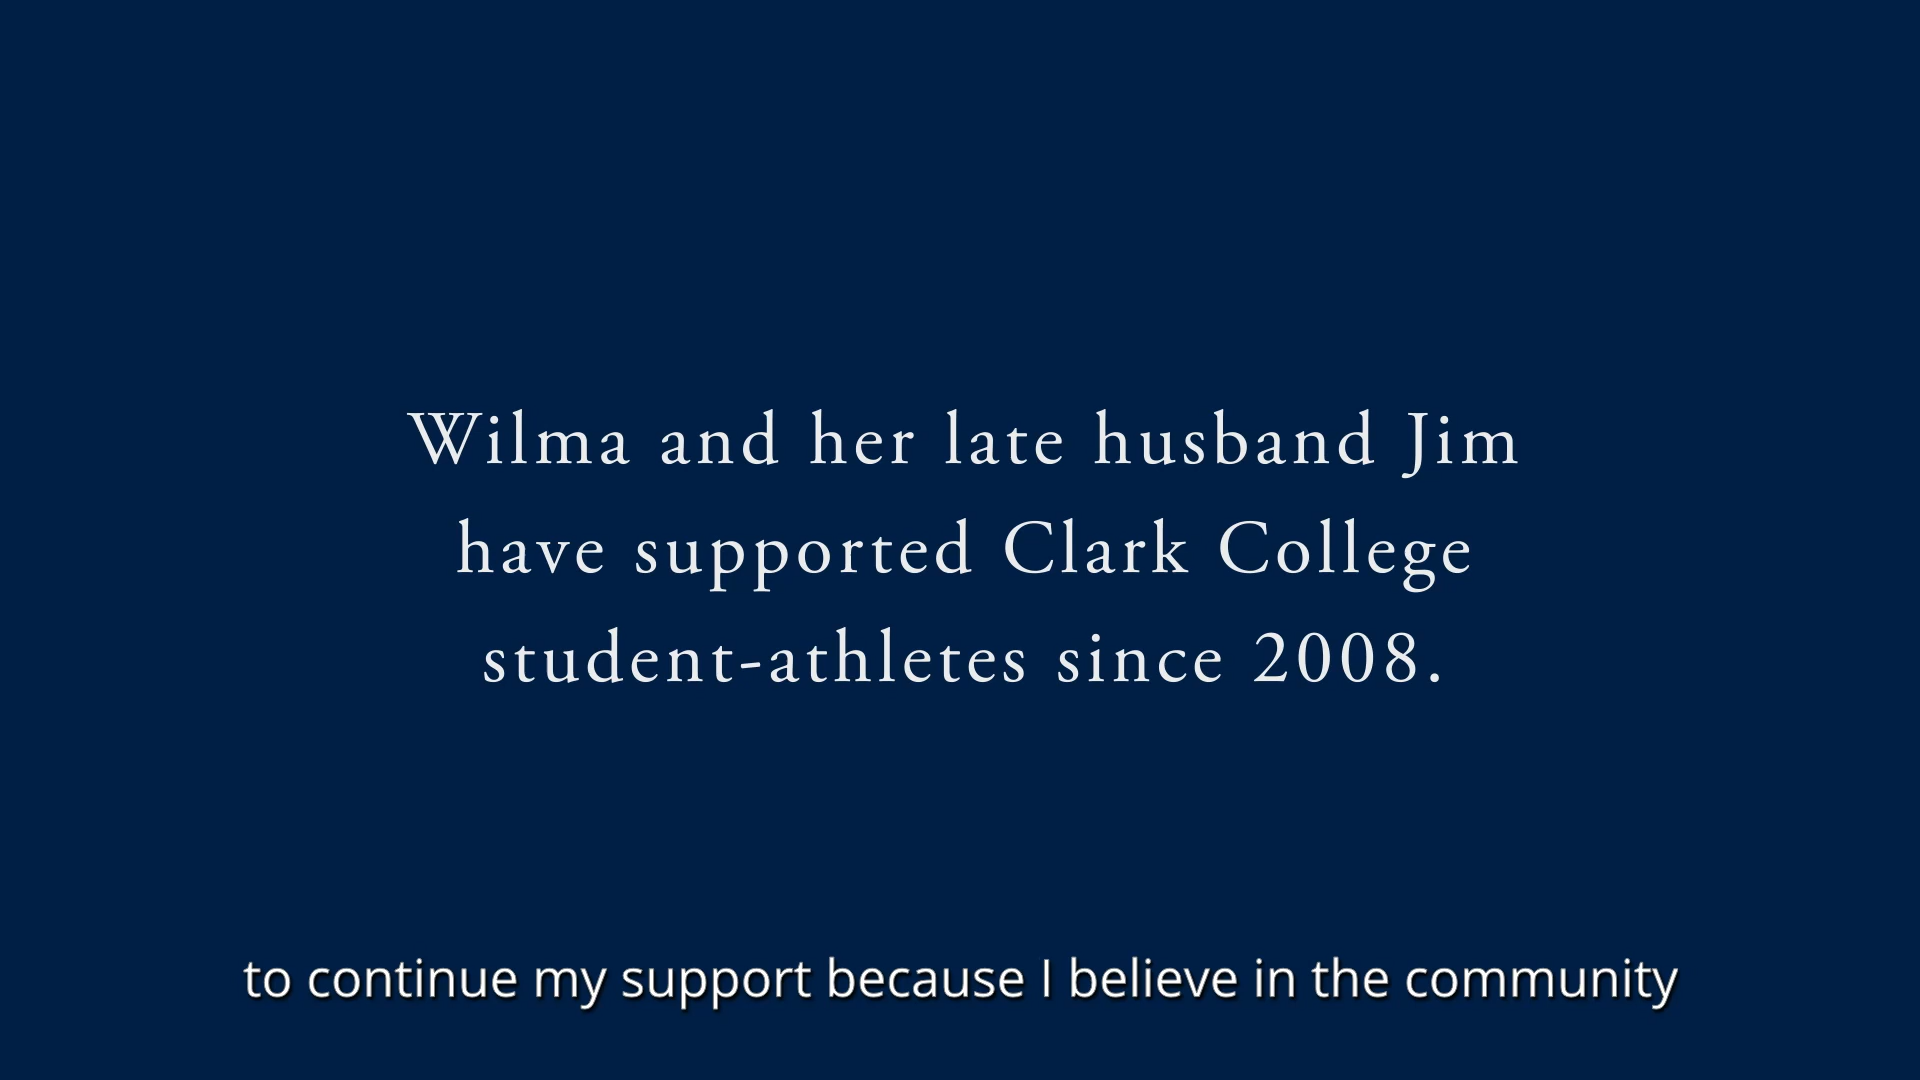 Wilma and her late husband Jim
have supported Clark College
student-athletes since 2008.
to continue my support because I believe in the community